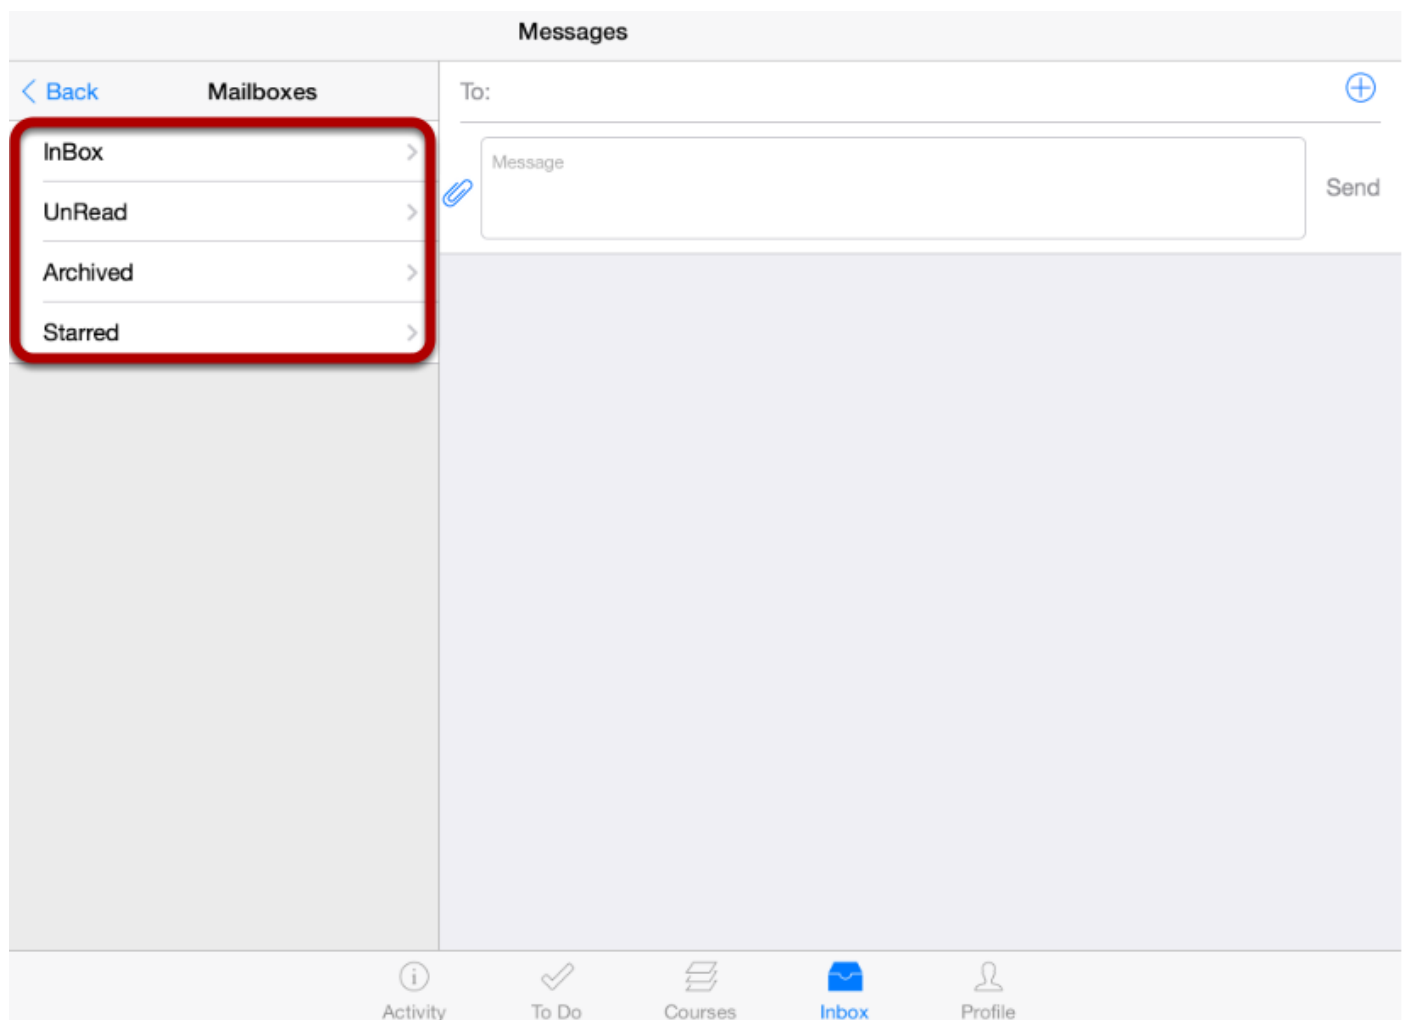 Messages
Back Mailboxes
InBox
UnRead
Archived
Starred
To:
Message
Send
Activity To Do Courses Inbox Profile